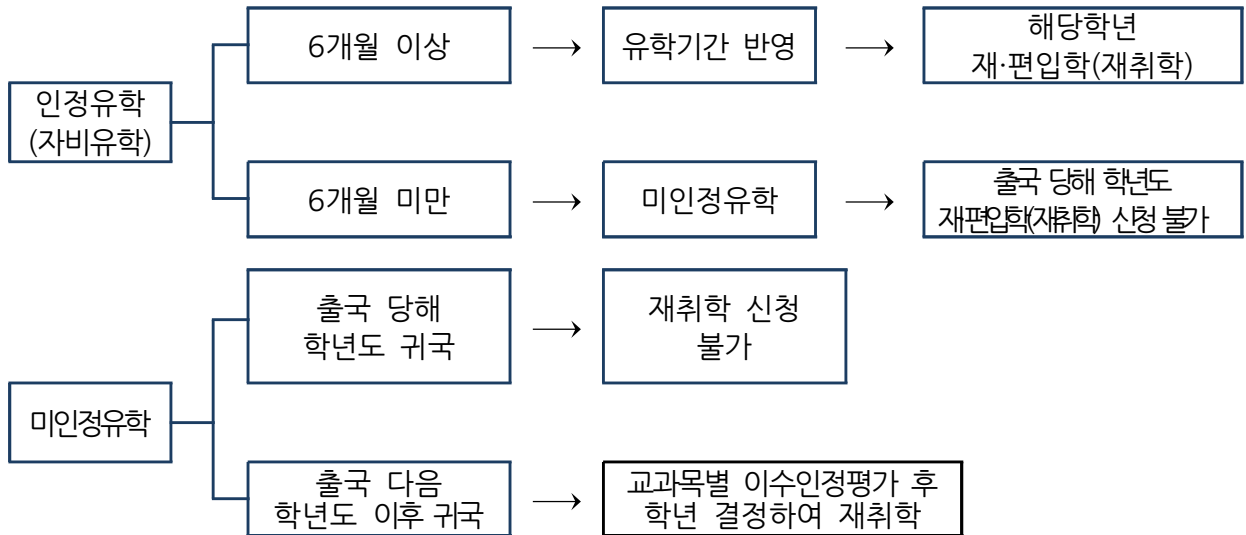 인정유학
(자비유학)
6개월 이상
유학기간 반영
해당학년
재·편입학(재취학)
6개월 미만
미인정유학
출국 당해 학년도
재편입학(재취학) 신청 불가
미인정유학
출국 당해
학년도 귀국
재취학 신청
불가
출국 다음
학년도 이후 귀국
교과목별 이수인정평가 후
학년 결정하여 재취학